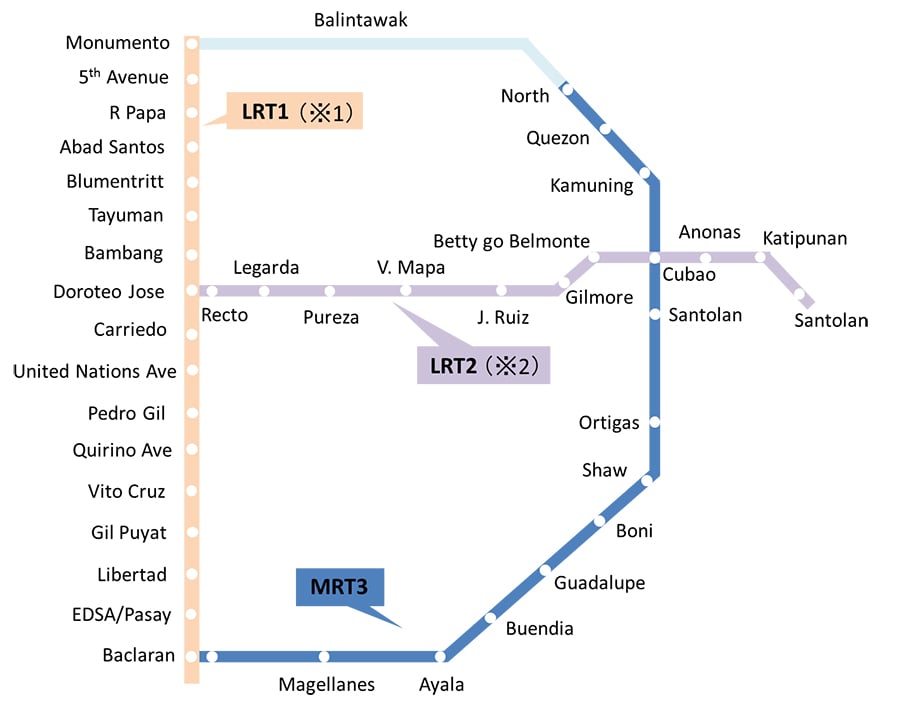 Balintawak
Monumento
5th Avenue
R Papa
Abad Santos
Blumentritt
Tayuman
Bambang
Doroteo Jose
Carriedo
United Nations Ave
Pedro Gil
Quirino Ave
Vito Cruz
Gil Puyat
Libertad
EDSA/Pasay
Baclaran
LRT1（※1）
North
Quezon
Kamuning
Betty go Belmonte
Anonas
Katipunan
Legarda
V. Mapa
Cubao
Recto
Pureza
J. Ruiz
Gilmore
Santolan
Santolan
LRT2（※2）
Ortigas
Shaw
Boni
Guadalupe
MRT3
Buendia
Magellanes
Ayala